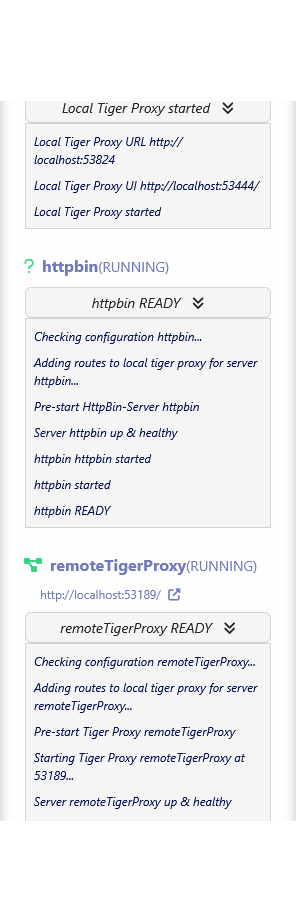 Local Tiger Proxy started
Local Tiger Proxy URL http://
localhost:53824
Local Tiger Proxy UI http://localhost:53444/
Local Tiger Proxy started
? httpbin(RUNNING)
httpbin READY
Checking configuration httpbin...
Adding routes to local tiger proxy for server
httpbin...
Pre-start HttpBin-Server httpbin
Server httpbin up & healthy
httpbin httpbin started
httpbin started
httpbin READY
remoteTigerProxy(RUNNING)
http://localhost:53189/
remoteTigerProxy READY
Checking configuration remoteTigerProxy...
Adding routes to local tiger proxy for server
remoteTigerProxy...
Pre-start Tiger Proxy remoteTigerProxy
Starting Tiger Proxy remoteTigerProxy at
53189...
Server remoteTigerProxy up & healthy